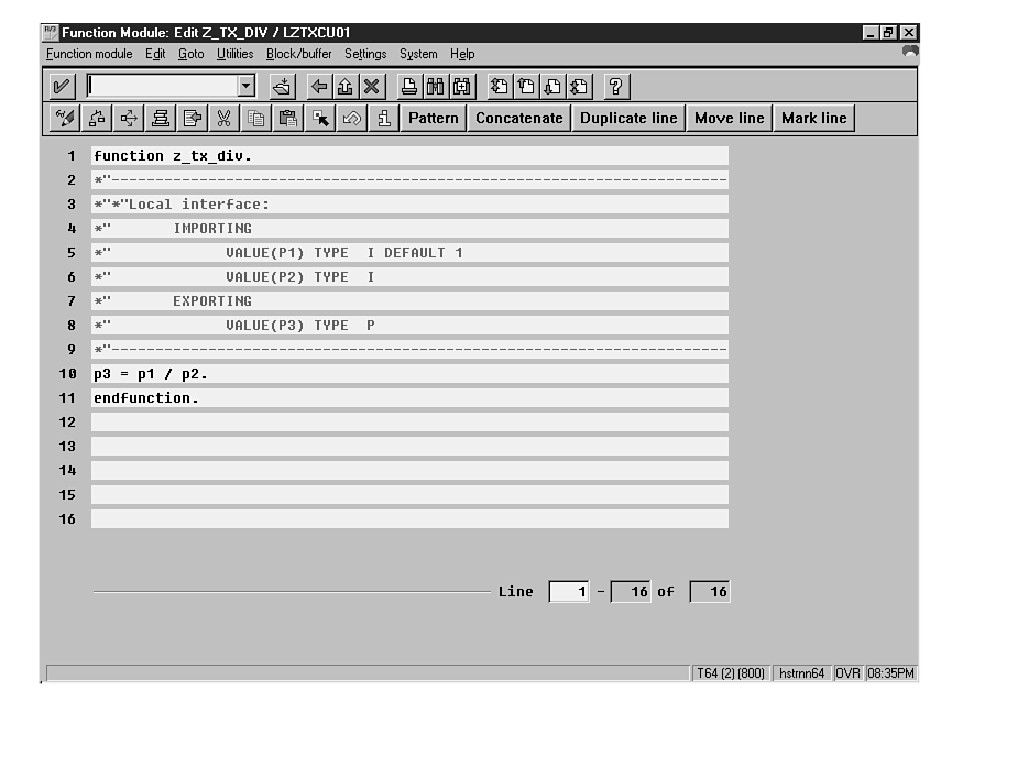 Function Module: Edit Z_TX_DIV / LZTXCU01
Function module Edit Goto Utilities Block/buffer Settings System Help
Pattern Concatenate Duplicate line Move line Mark line
1 function z_tx_div.
2 *"----------------------------------------------------------------------
3 *"*"Local interface:
4 *"       IMPORTING
5 *"             VALUE(P1) TYPE  I DEFAULT 1
6 *"             VALUE(P2) TYPE  I
7 *"       EXPORTING
8 *"             VALUE(P3) TYPE  P
9 *"----------------------------------------------------------------------
10 p3 = p1 / p2.
11 endfunction.
12
13
14
15
16
Line 1 - 16 of 16
T64 (2) (800) hstrnn64 OVR 08:35PM